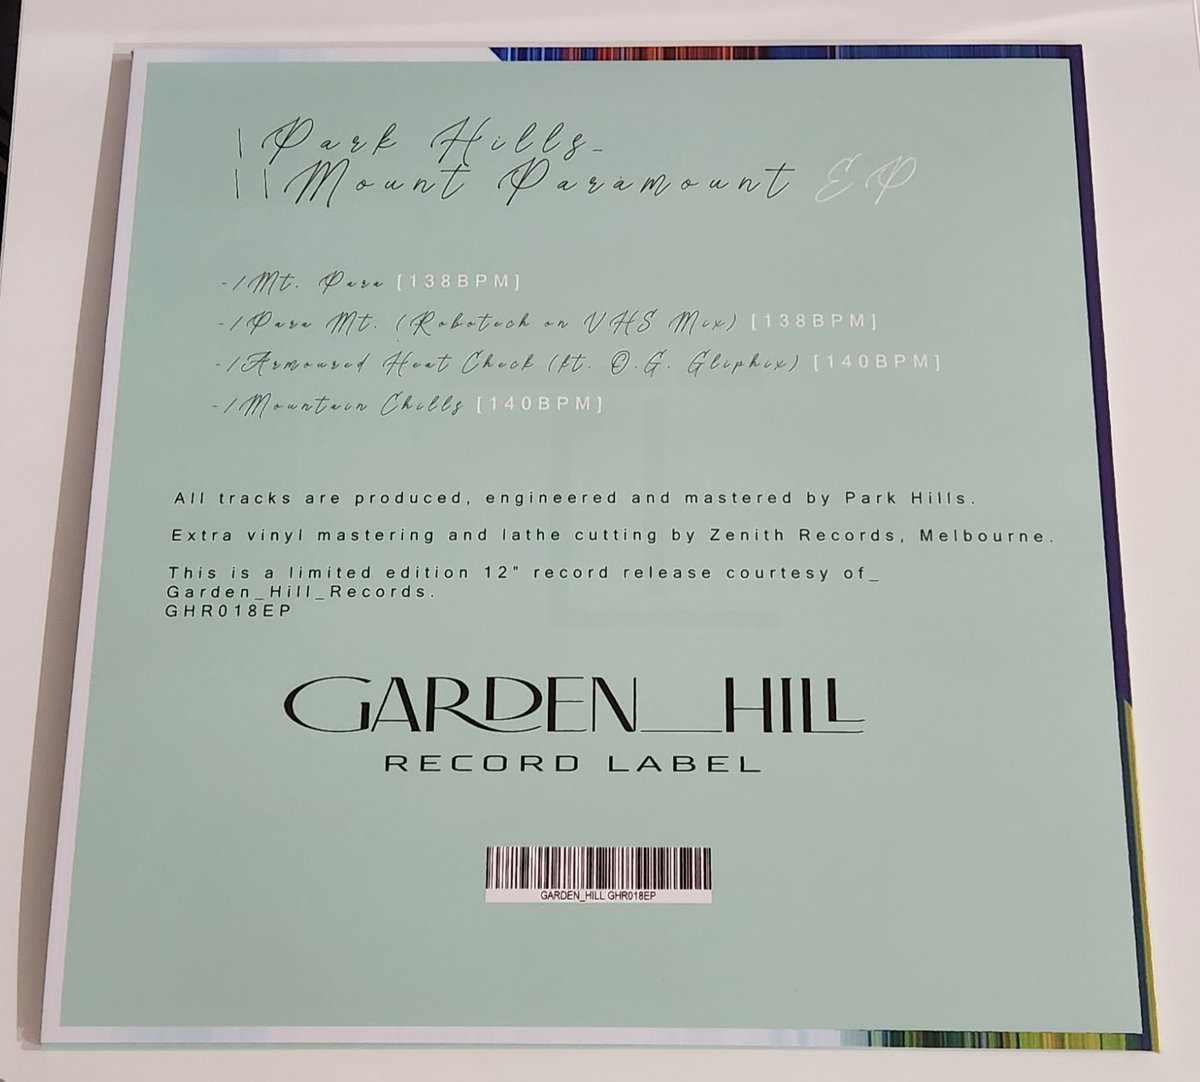 | Park Hills_
| | Mount Paramount EP
-/Mt. Para [138BPM]
-/Para Mt. (Robotech on VHS Mix) [138BPM]
-/Armoured Heat Check (ft. O.G. Gliphix) [140BPM]
-/Mountain Chills [140BPM]
All tracks are produced, engineered and mastered by Park Hills.
Extra vinyl mastering and lathe cutting by Zenith Records, Melbourne.
This is a limited edition 12" record release courtesy of_
Garden_Hill_Records.
GHR018EP
GARDEN_HILL
RECORD LABEL
GARDEN_HILL GHR018EP